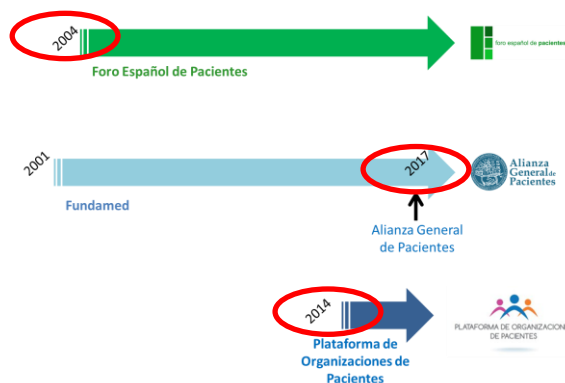 2004
foro español de pacientes
Foro Español de Pacientes
2001
2017
Alianza
General de
Pacientes
Fundamed
Alianza General
de Pacientes
2014
PLATAFORMA DE ORGANIZACION
DE PACIENTES
Plataforma de
Organizaciones de
Pacientes